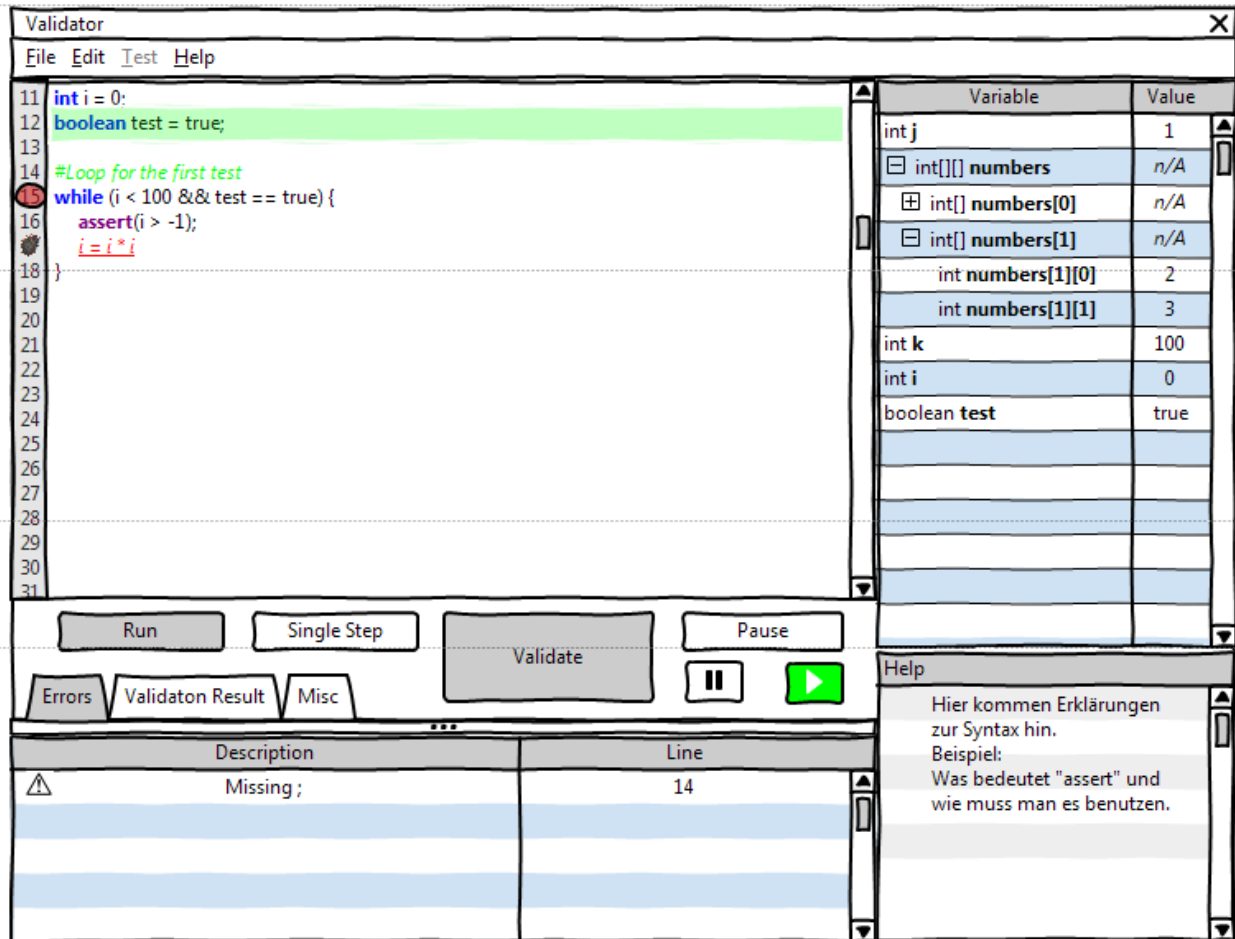 Validator
File Edit Test Help
11 int i = 0;
12 boolean test = true;
13
14 #Loop for the first test
15 while (i < 100 && test == true) {
16 assert(i > -1);
i = i * i
18 }
19
20
21
22
23
24
25
26
27
28
29
30
31
Variable Value
int j 1
int[][] numbers n/A
int[] numbers[0] n/A
int[] numbers[1] n/A
int numbers[1][0] 2
int numbers[1][1] 3
int k 100
int i 0
boolean test true
Run Single Step Validate Pause
Errors Validaton Result Misc
Description Line
Missing ; 14
Help
Hier kommen Erklärungen
zur Syntax hin.
Beispiel:
Was bedeutet "assert" und
wie muss man es benutzen.